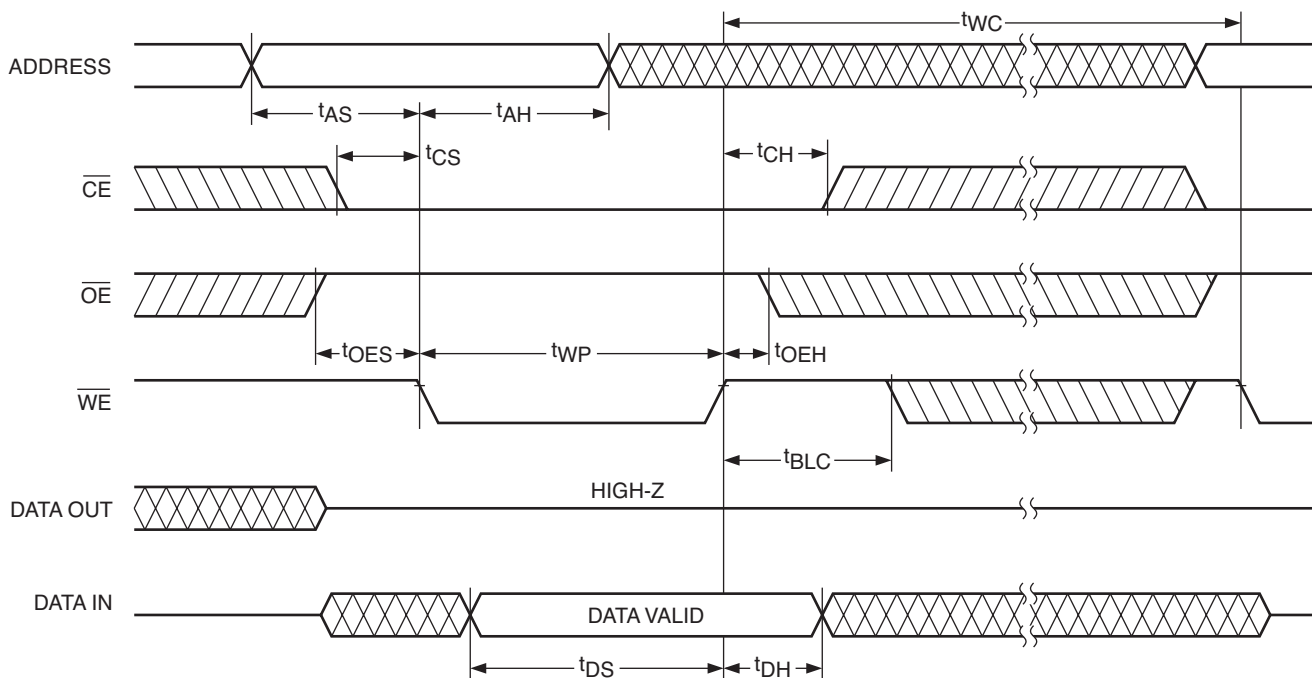 tWC
ADDRESS
tAS
tAH
tCS
tCH
CE
OE
tOES
tWP
tOEH
WE
tBLC
HIGH-Z
DATA OUT
DATA IN
DATA VALID
tDS
tDH